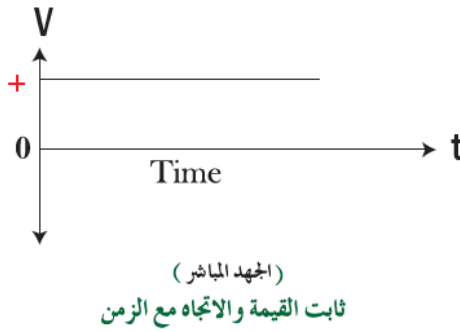 V
+
0
t
Time
(الجهد المباشر)
ثابت القيمة والاتجاه مع الزمن